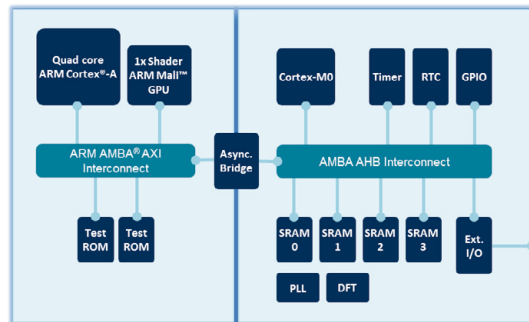 Quad core
ARM Cortex®-A
1x Shader
ARM Mali™
GPU
ARM AMBA® AXI
Interconnect
Test
ROM
Test
ROM
Async.
Bridge
Cortex-M0
Timer
RTC
GPIO
AMBA AHB Interconnect
SRAM
0
SRAM
1
SRAM
2
SRAM
3
Ext.
I/O
PLL
DFT